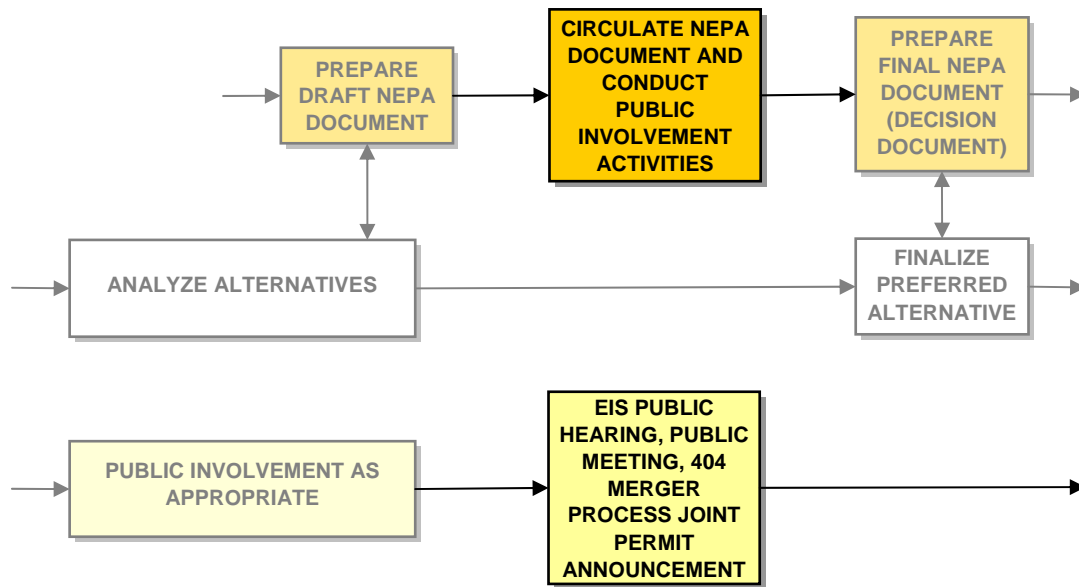 PREPARE
DRAFT NEPA
DOCUMENT
CIRCULATE NEPA
DOCUMENT AND
CONDUCT
PUBLIC
INVOLVEMENT
ACTIVITIES
PREPARE
FINAL NEPA
DOCUMENT
(DECISION
DOCUMENT)
ANALYZE ALTERNATIVES
FINALIZE
PREFERRED
ALTERNATIVE
PUBLIC INVOLVEMENT AS
APPROPRIATE
EIS PUBLIC
HEARING, PUBLIC
MEETING, 404
MERGER
PROCESS JOINT
PERMIT
ANNOUNCEMENT